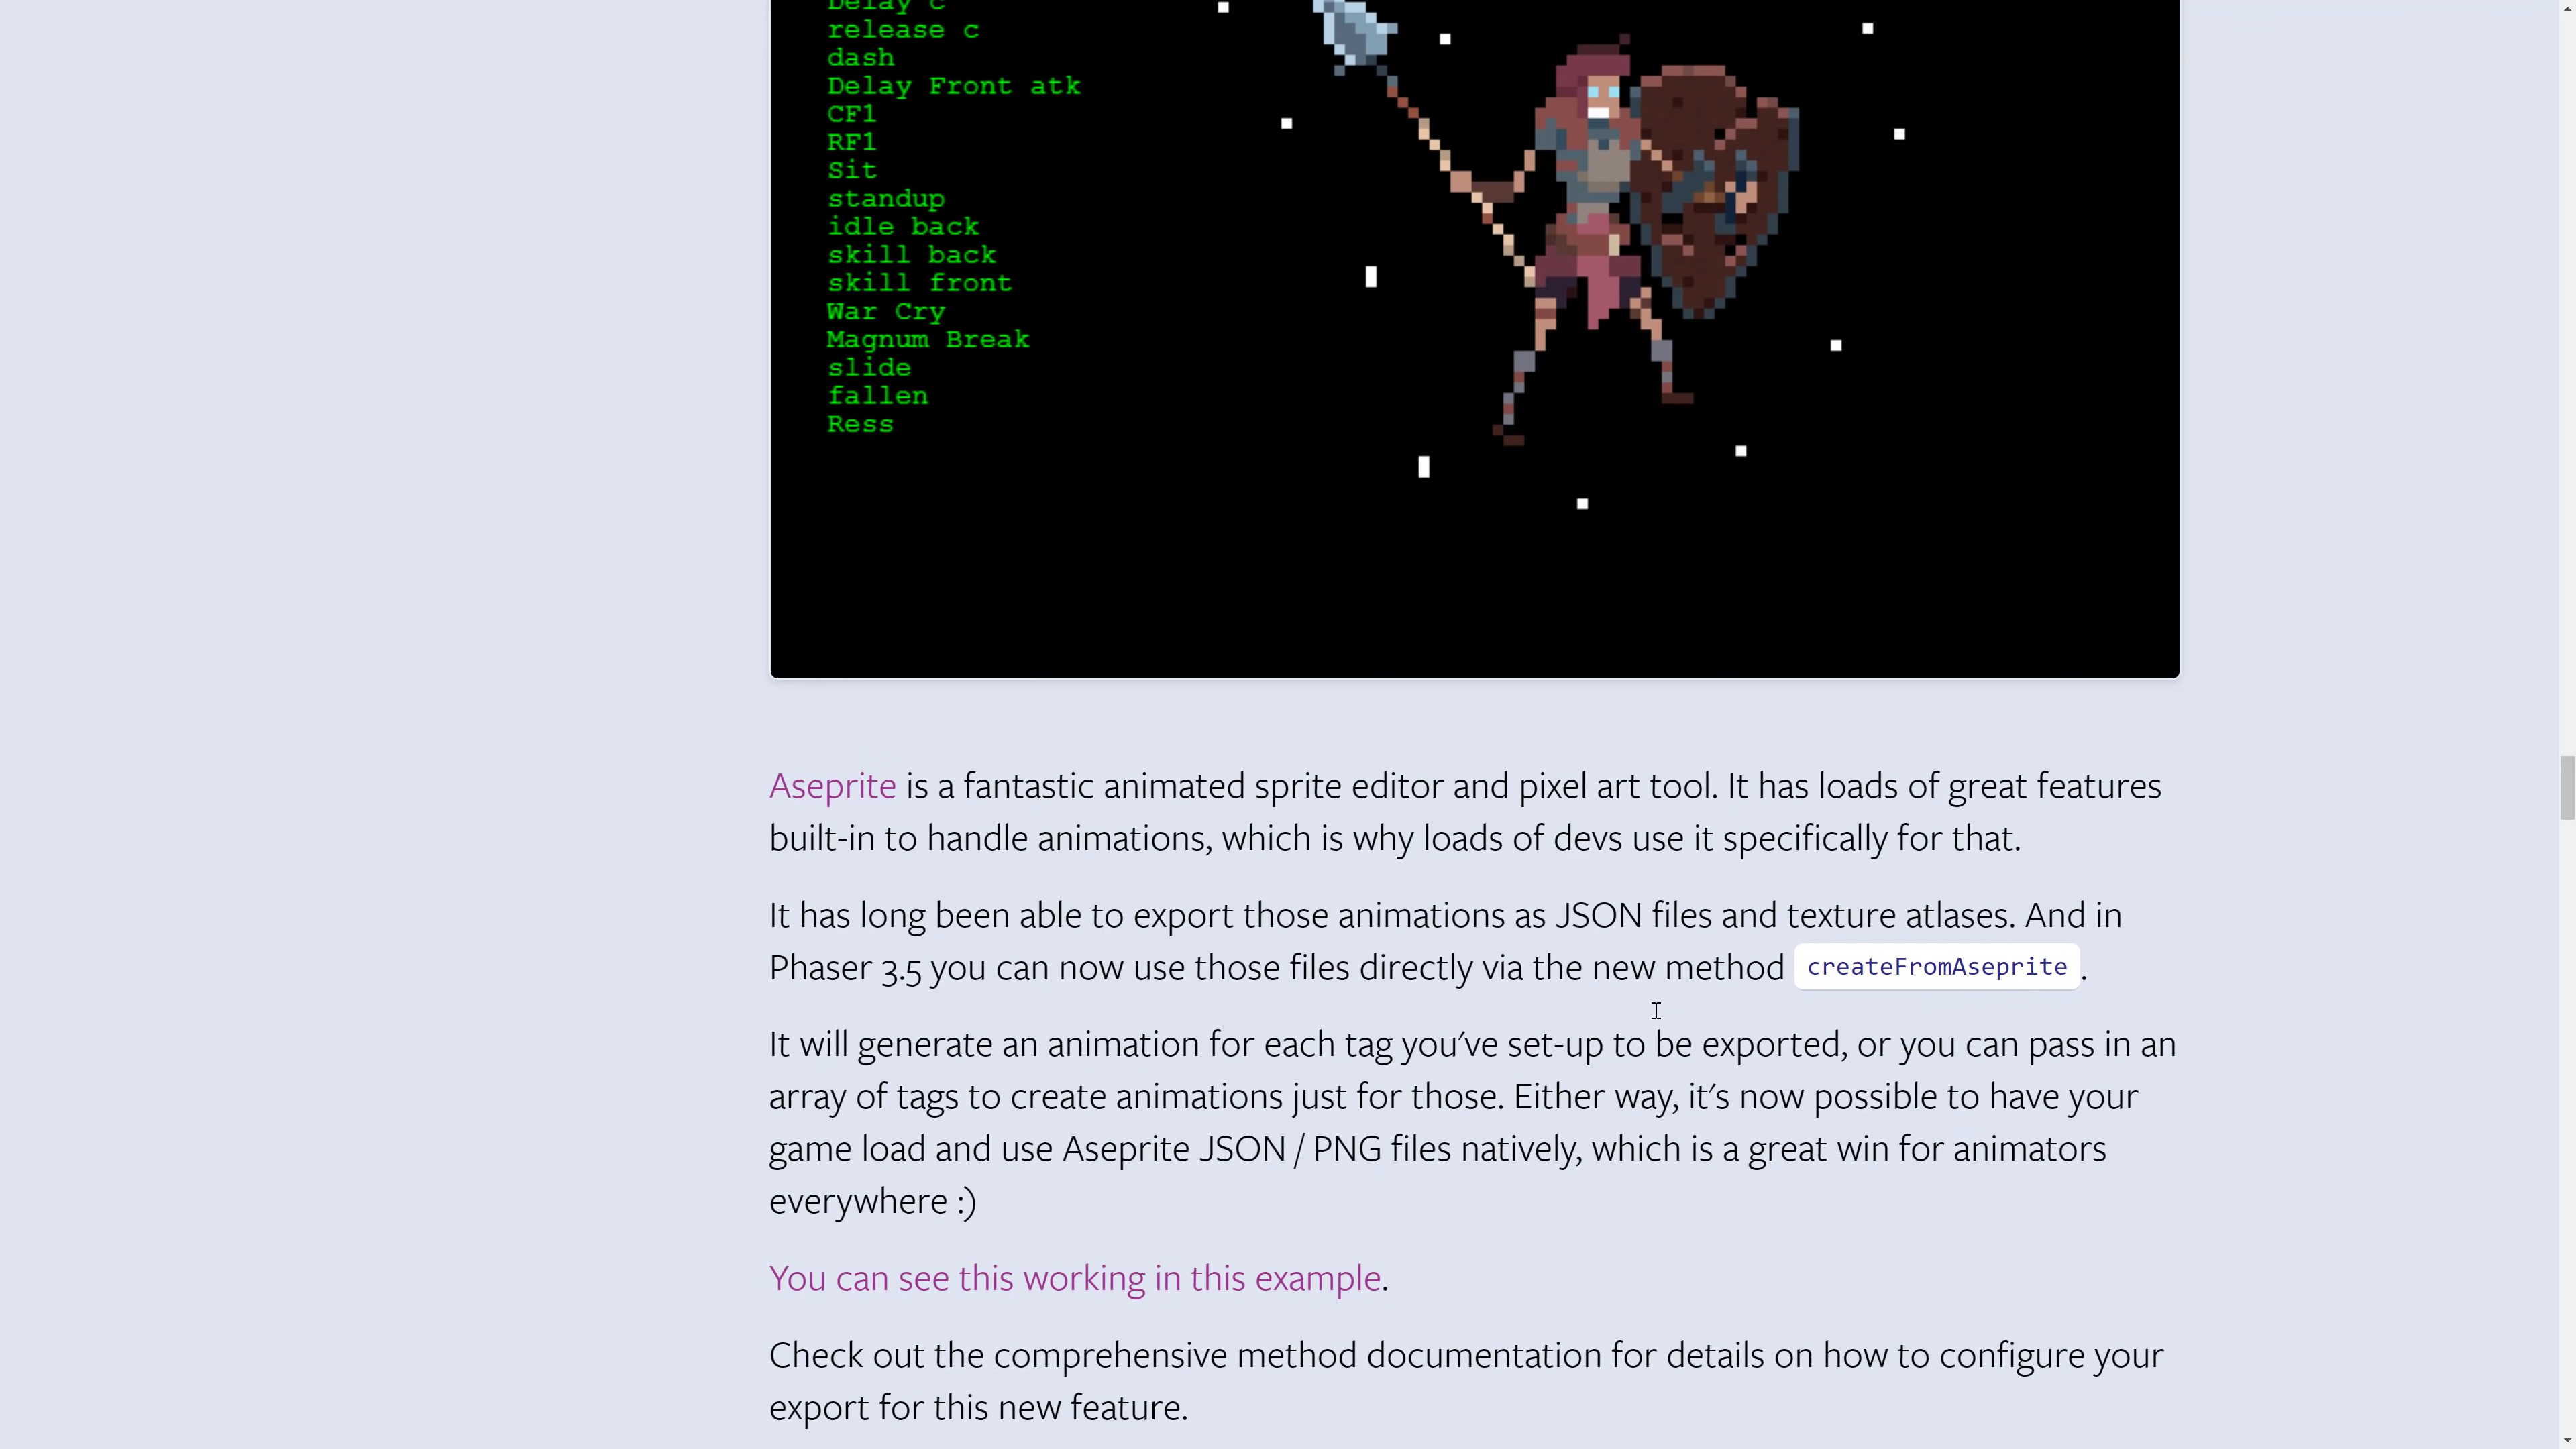 Delay c
release c
dash
Delay Front atk
CF1
RF1
Sit
standup
idle back
skill back
skill front
War Cry
Magnum Break
slide
fallen
Ress
Aseprite is a fantastic animated sprite editor and pixel art tool. It has loads of great features
built-in to handle animations, which is why loads of devs use it specifically for that.
It has long been able to export those animations as JSON files and texture atlases. And in
Phaser 3.5 you can now use those files directly via the new method createFromAseprite.
It will generate an animation for each tag you've set-up to be exported, or you can pass in an
array of tags to create animations just for those. Either way, it's now possible to have your
game load and use Aseprite JSON / PNG files natively, which is a great win for animators
everywhere :)
You can see this working in this example.
Check out the comprehensive method documentation for details on how to configure your
export for this new feature.